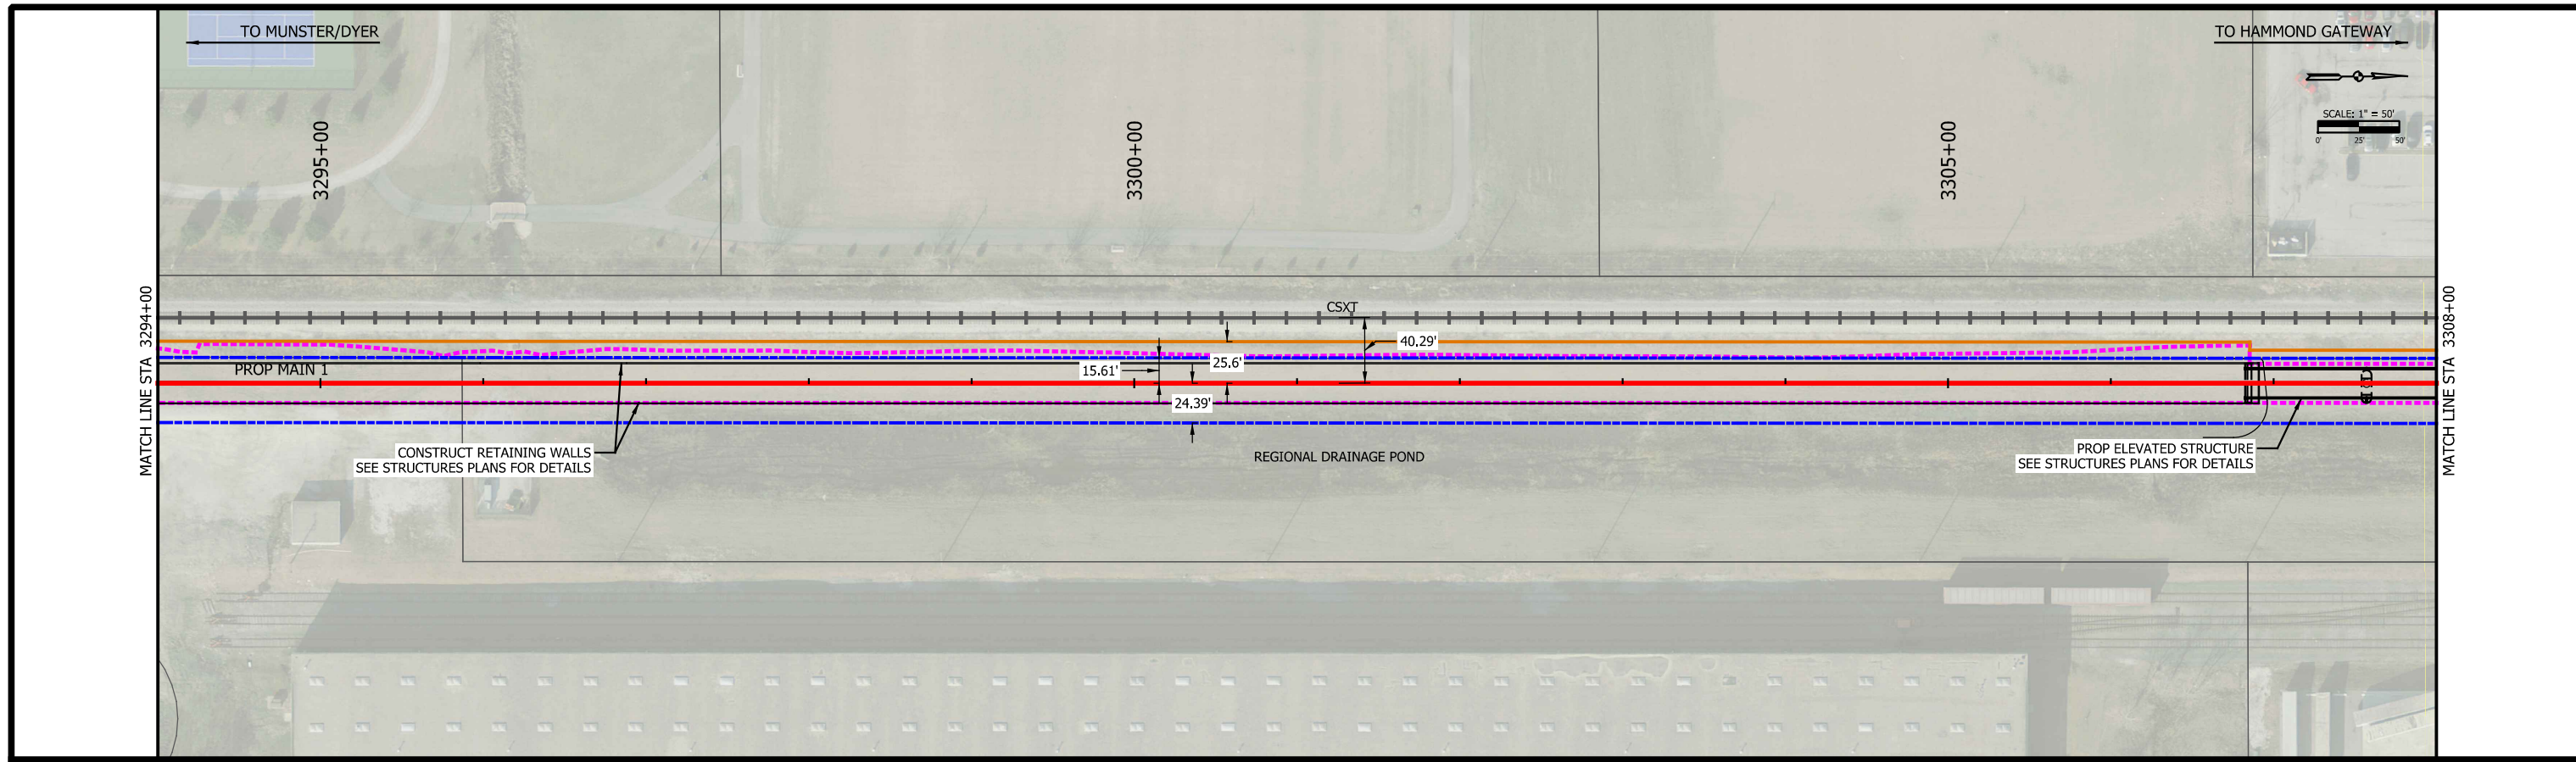 TO MUNSTER/DYER
TO HAMMOND GATEWAY
SCALE: 1" = 50'
0' 25' 50'
3295+00
3300+00
3305+00
MATCH LINE STA 3294+00
MATCH LINE STA 3308+00
CSXT
40.29'
25.6'
15.61'
PROP MAIN 1
24.39'
CONSTRUCT RETAINING WALLS
SEE STRUCTURES PLANS FOR DETAILS
REGIONAL DRAINAGE POND
PROP ELEVATED STRUCTURE
SEE STRUCTURES PLANS FOR DETAILS